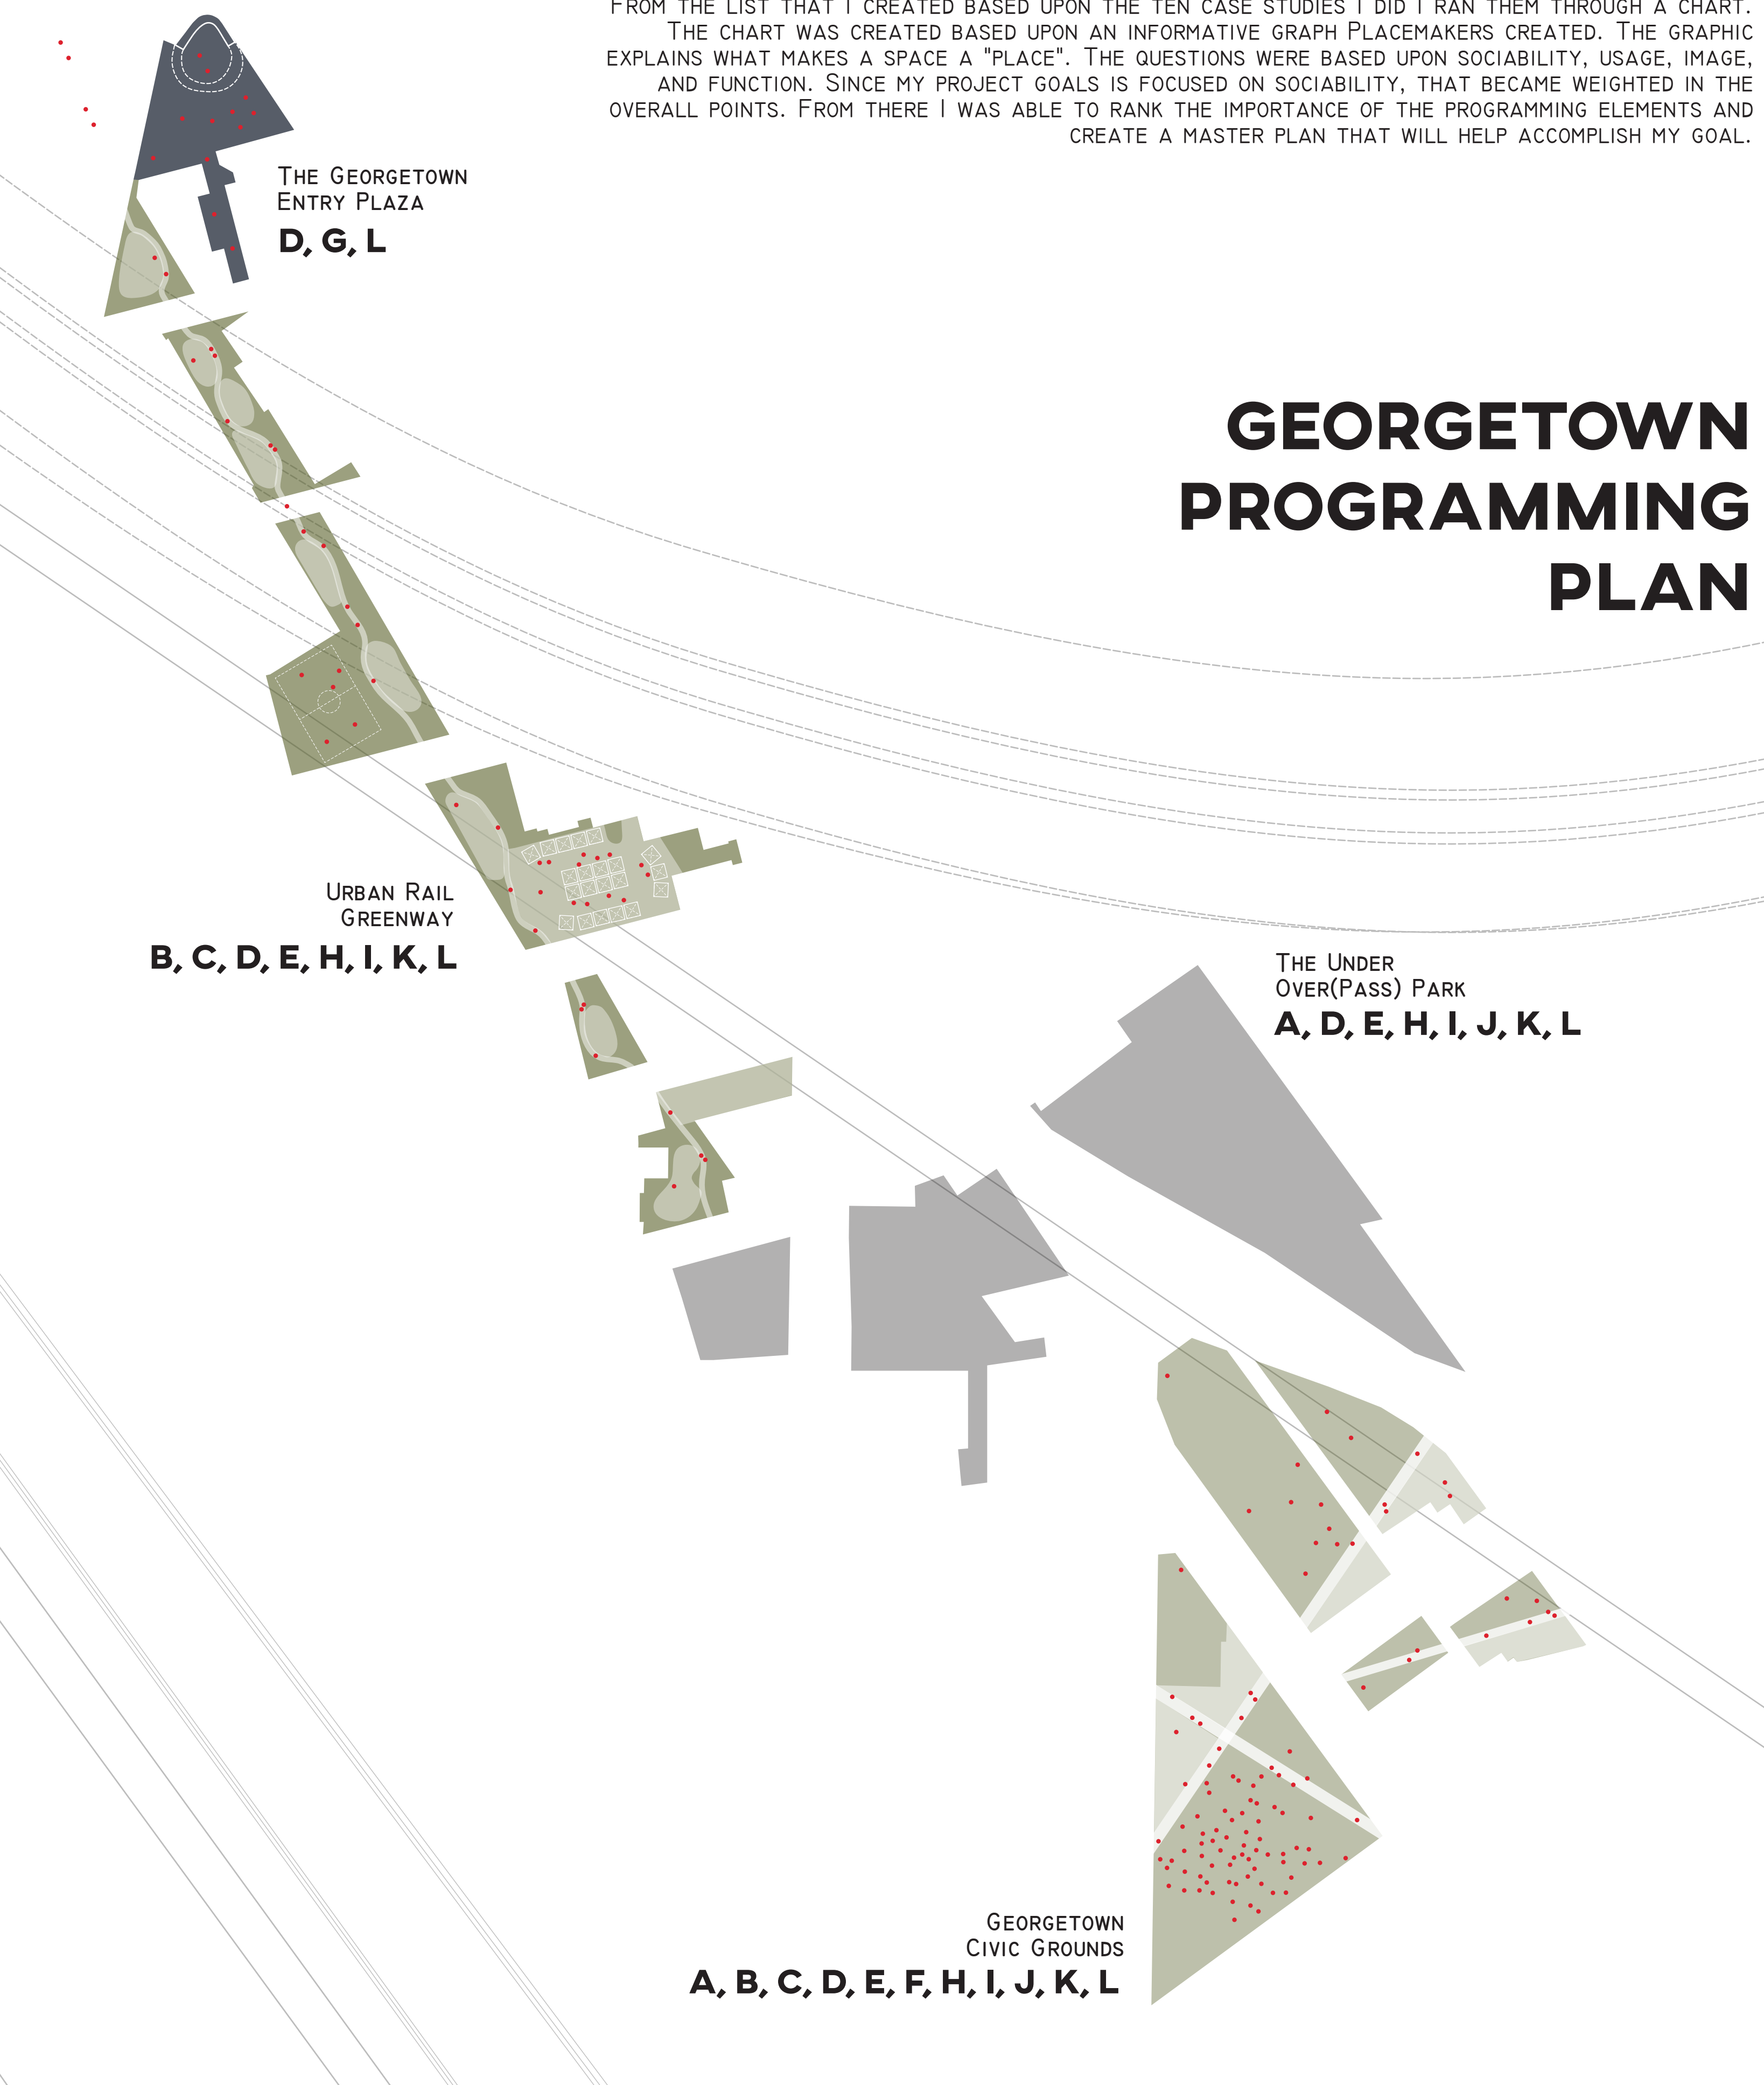 From the list that I created based upon the ten case studies I did I ran them through a chart.
The chart was created based upon an informative graph Placemakers created. The graphic
explains what makes a space a "place". The questions were based upon sociability, usage, image,
and function. Since my project goals is focused on sociability, that became weighted in the
overall points. From there I was able to rank the importance of the programming elements and
create a master plan that will help accomplish my goal.
The Georgetown
Entry Plaza
D, G, L
GEORGETOWN
PROGRAMMING
PLAN
Urban Rail
Greenway
B, C, D, E, H, I, K, L
The Under
Over(Pass) Park
A, D, E, H, I, J, K, L
Georgetown
Civic Grounds
A, B, C, D, E, F, H, I, J, K, L